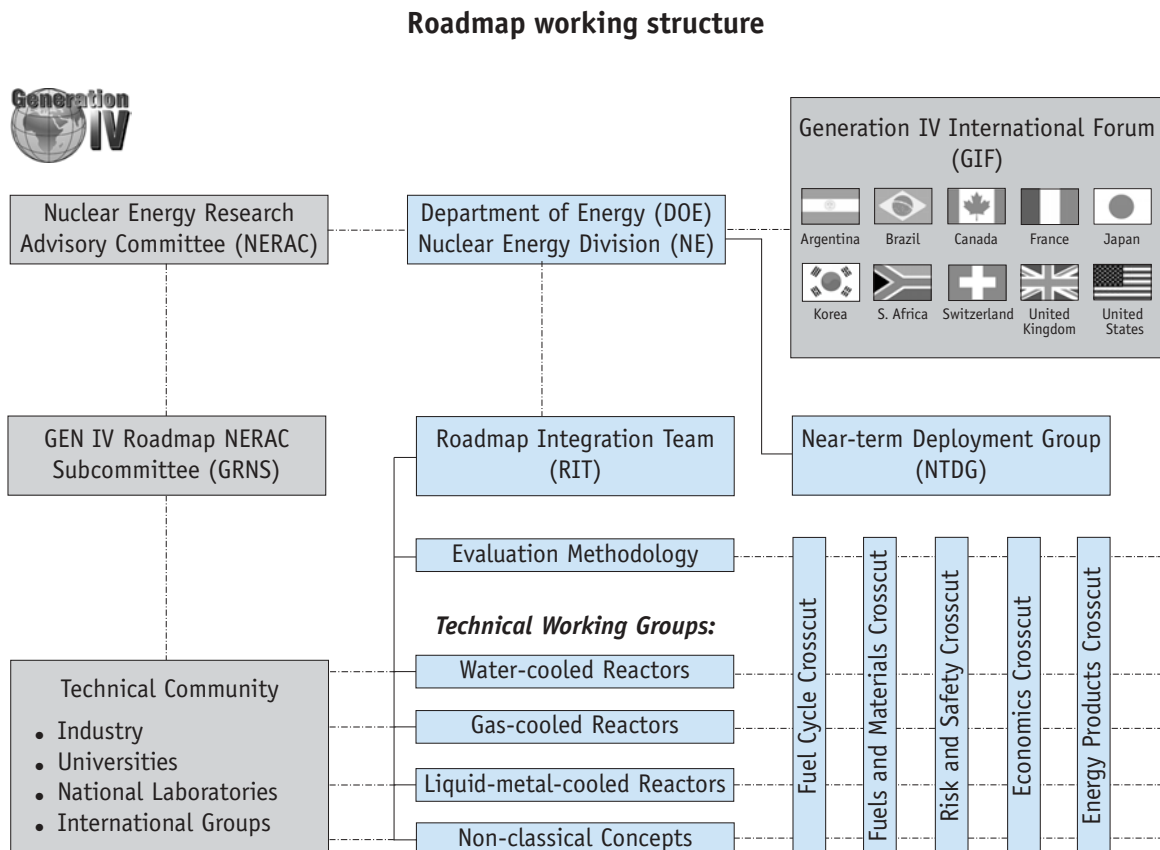 Roadmap working structure
Generation
IV
Generation IV International Forum
(GIF)
Argentina
Brazil
Canada
France
Japan
Korea
S. Africa
Switzerland
United
Kingdom
United
States
Nuclear Energy Research
Advisory Committee (NERAC)
Department of Energy (DOE)
Nuclear Energy Division (NE)
GEN IV Roadmap NERAC
Subcommittee (GRNS)
Roadmap Integration Team
(RIT)
Near-term Deployment Group
(NTDG)
Evaluation Methodology
Technical Working Groups:
Water-cooled Reactors
Gas-cooled Reactors
Liquid-metal-cooled Reactors
Non-classical Concepts
Technical Community
• Industry
• Universities
• National Laboratories
• International Groups
Fuel Cycle Crosscut
Fuels and Materials Crosscut
Risk and Safety Crosscut
Economics Crosscut
Energy Products Crosscut